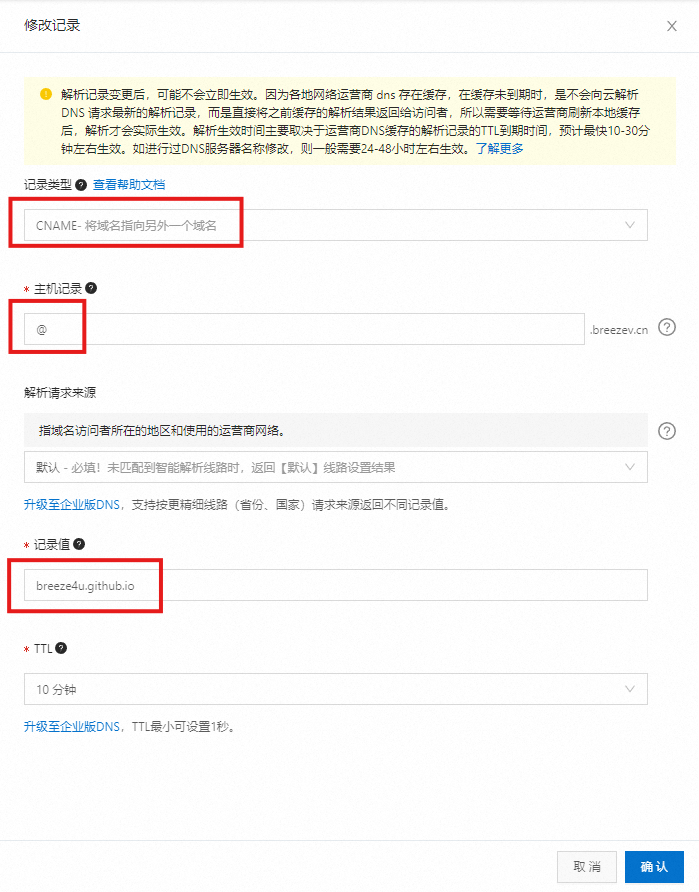 修改记录
解析记录变更后，可能不会立即生效。因为各地网络运营商 dns 存在缓存，在缓存未到期时，是不会向云解析
DNS 请求最新的解析记录，而是直接将之前缓存的解析结果返回给访问者，所以需要等待运营商刷新本地缓存
后，解析才会实际生效。解析生效时间主要取决于运营商DNS缓存的解析记录的TTL到期时间，预计最快10-30分
钟左右生效。如进行过DNS服务器名称修改，则一般需要24-48小时左右生效。了解更多
记录类型 ? 查看帮助文档
CNAME- 将域名指向另外一个域名
* 主机记录 ?
@ .breezev.cn ?
解析请求来源
指域名访问者所在的地区和使用的运营商网络。 ?
默认 - 必填！未匹配到智能解析线路时，返回【默认】线路设置结果
升级至企业版DNS，支持按更精细线路（省份、国家）请求来源返回不同记录值。
* 记录值 ?
breeze4u.github.io
* TTL ?
10 分钟
升级至企业版DNS，TTL最小可设置1秒。
取消 确认